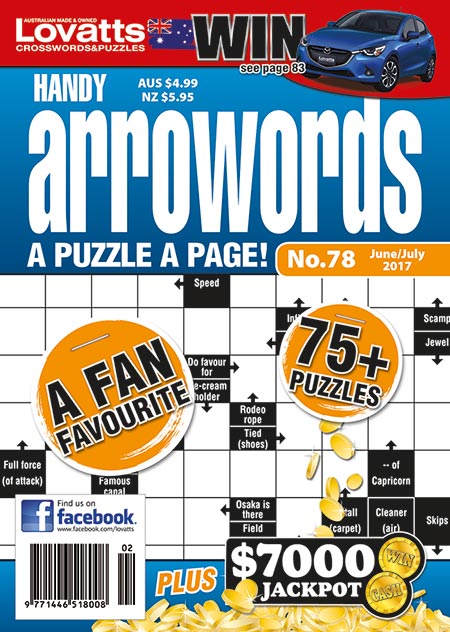 AUSTRALIAN MADE & OWNED
Lovatts
CROSSWORDS&PUZZLES
WIN
see page 83
HANDY
AUS $4.99
NZ $5.95
arrowords
A PUZZLE A PAGE!
No.78
June/July
2017
Speed
Scamp
Jewel
A FAN
FAVOURITE
75+
PUZZLES
Do favour
for
holder
Rodeo
rope
Tied
(shoes)
Full force
(of attack)
Famous
canal
-- of
Capricorn
Osaka is
there
Field
(carpet)
Cleaner
(air)
Skips
Find us on
facebook.
www.facebook.com/lovatts
02
9 771446 518008
PLUS
$7000
JACKPOT
WIN
CASH